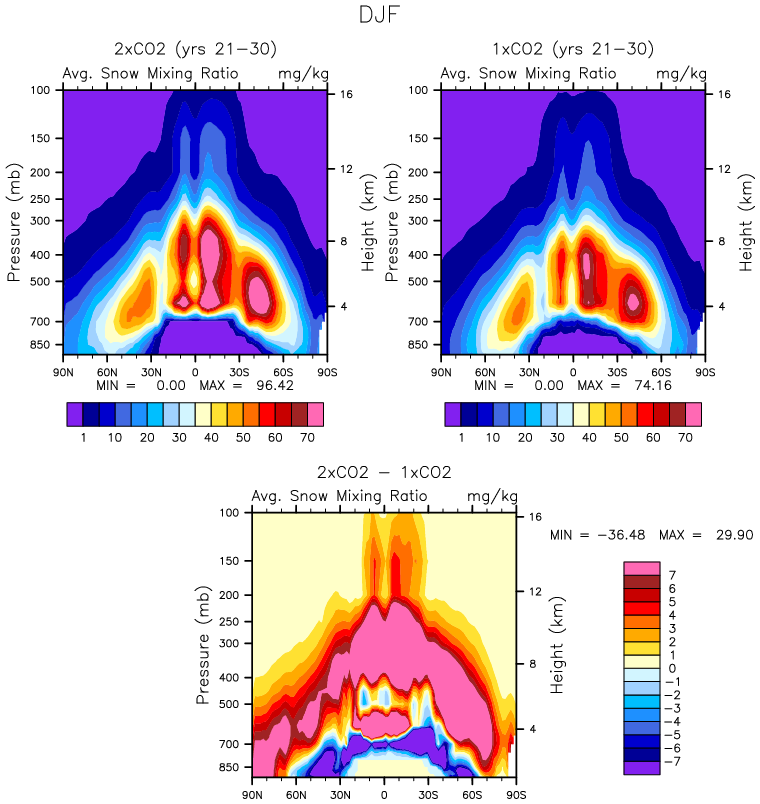 DJF
2xCO2 (yrs 21−30)
Avg. Snow Mixing Ratio mg/kg
100
150
200
250
300
400
500
700
850
Pressure (mb)
16
12
8
4
Height (km)
90N 60N 30N 0 30S 60S 90S
MIN = 0.00 MAX = 96.42
1 10 20 30 40 50 60 70
1xCO2 (yrs 21−30)
Avg. Snow Mixing Ratio mg/kg
100
150
200
250
300
400
500
700
850
Pressure (mb)
16
12
8
4
Height (km)
90N 60N 30N 0 30S 60S 90S
MIN = 0.00 MAX = 74.16
1 10 20 30 40 50 60 70
2xCO2 − 1xCO2
Avg. Snow Mixing Ratio mg/kg
100
150
200
250
300
400
500
700
850
Pressure (mb)
16
12
8
4
Height (km)
90N 60N 30N 0 30S 60S 90S
MIN = −36.48 MAX = 29.90
7
6
5
4
3
2
1
0
−1
−2
−3
−4
−5
−6
−7